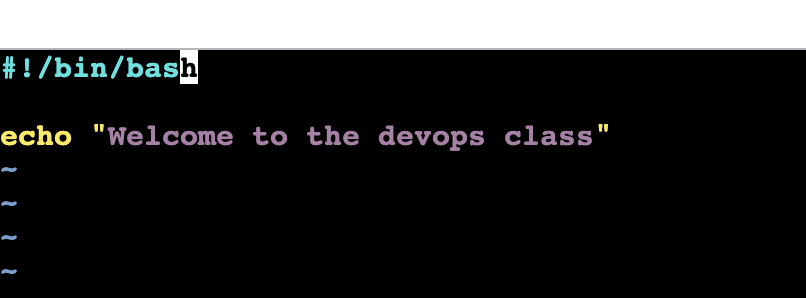 #!/bin/bash
echo "Welcome to the devops class"
~
~
~
~